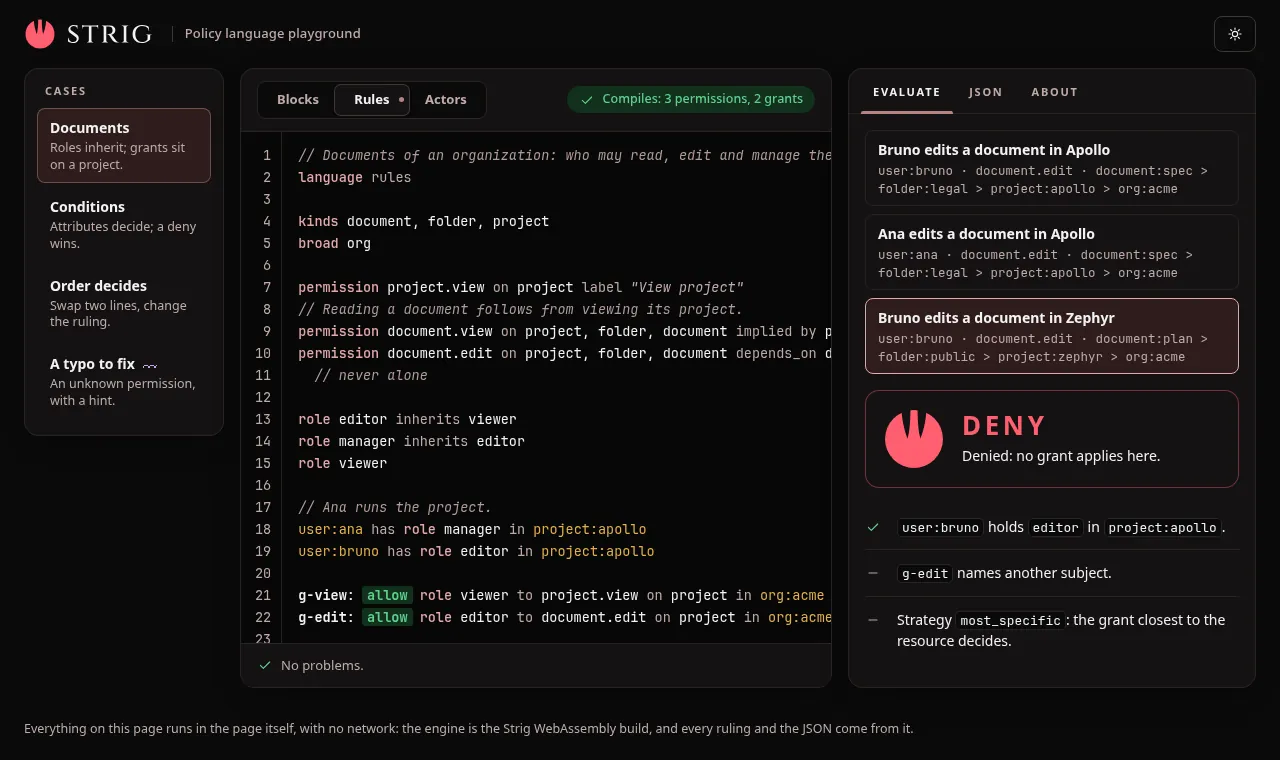 STRIG
Policy language playground
CASES
Documents
Roles inherit; grants sit
on a project.
Conditions
Attributes decide; a deny
wins.
Order decides
Swap two lines, change
the ruling.
A typo to fix
An unknown permission,
with a hint.
Blocks
Rules
Actors
Compiles: 3 permissions, 2 grants
1 // Documents of an organization: who may read, edit and manage the
2 language rules
3
4 kinds document, folder, project
5 broad org
6
7 permission project.view on project label "View project"
8 // Reading a document follows from viewing its project.
9 permission document.view on project, folder, document implied by p
10 permission document.edit on project, folder, document depends_on d
11 // never alone
12
13 role editor inherits viewer
14 role manager inherits editor
15 role viewer
16
17 // Ana runs the project.
18 user:ana has role manager in project:apollo
19 user:bruno has role editor in project:apollo
20
21 g-view: allow role viewer to project.view on project in org:acme
22 g-edit: allow role editor to document.edit on project in org:acme
23
No problems.
EVALUATE
JSON
ABOUT
Bruno edits a document in Apollo
user:bruno · document.edit · document:spec >
folder:legal > project:apollo > org:acme
Ana edits a document in Apollo
user:ana · document.edit · document:spec >
folder:legal > project:apollo > org:acme
Bruno edits a document in Zephyr
user:bruno · document.edit · document:plan >
folder:public > project:zephyr > org:acme
DENY
Denied: no grant applies here.
user:bruno holds editor in project:apollo.
g-edit names another subject.
Strategy most_specific: the grant closest to the
resource decides.
Everything on this page runs in the page itself, with no network: the engine is the Strig WebAssembly build, and every ruling and the JSON come from it.